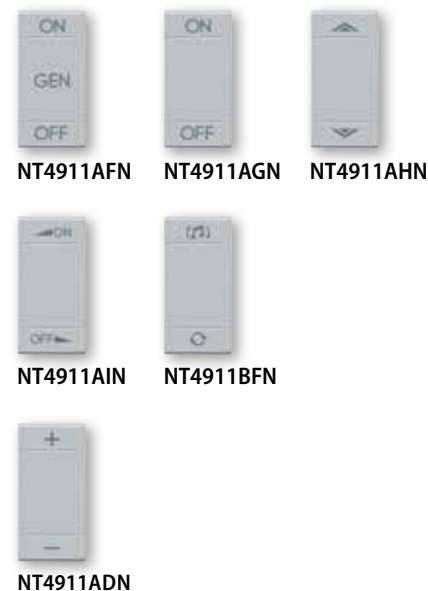 ON
GEN
OFF
NT4911AFN
ON
OFF
NT4911AGN
NT4911AHN
ON
OFF
NT4911AIN
NT4911BFN
+
−
NT4911ADN